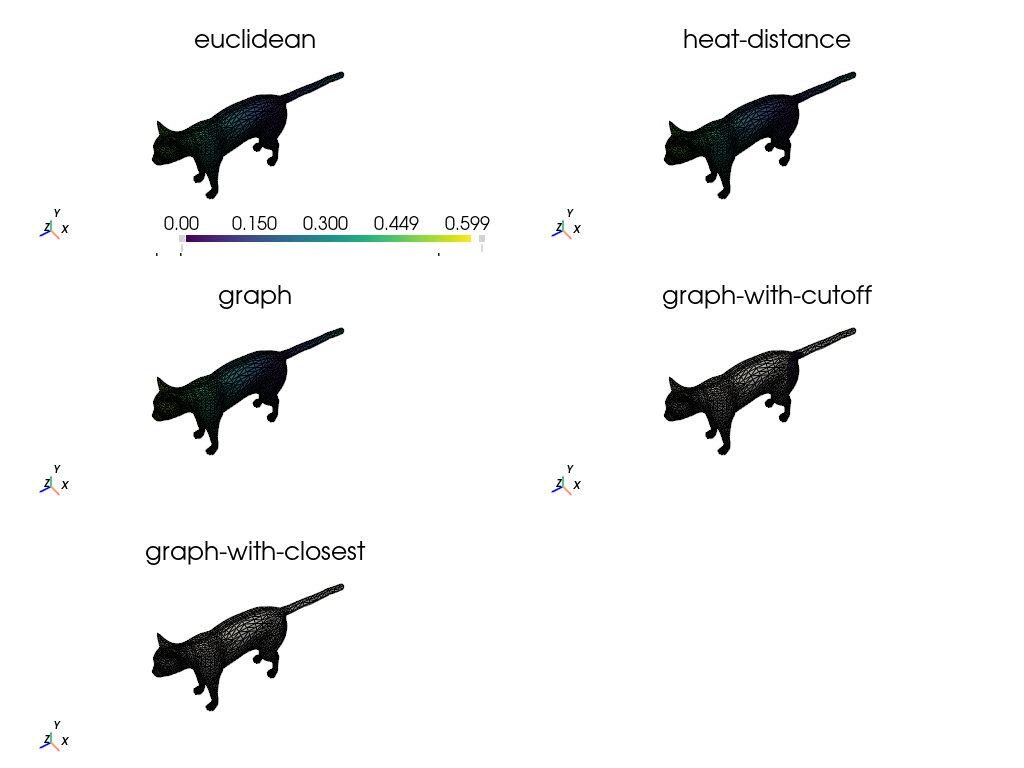 euclidean
heat-distance
Y
Z X
0.00 0.150 0.300 0.449 0.599
Y
Z X
graph
graph-with-cutoff
Y
Z X
Y
Z X
graph-with-closest
Y
Z X